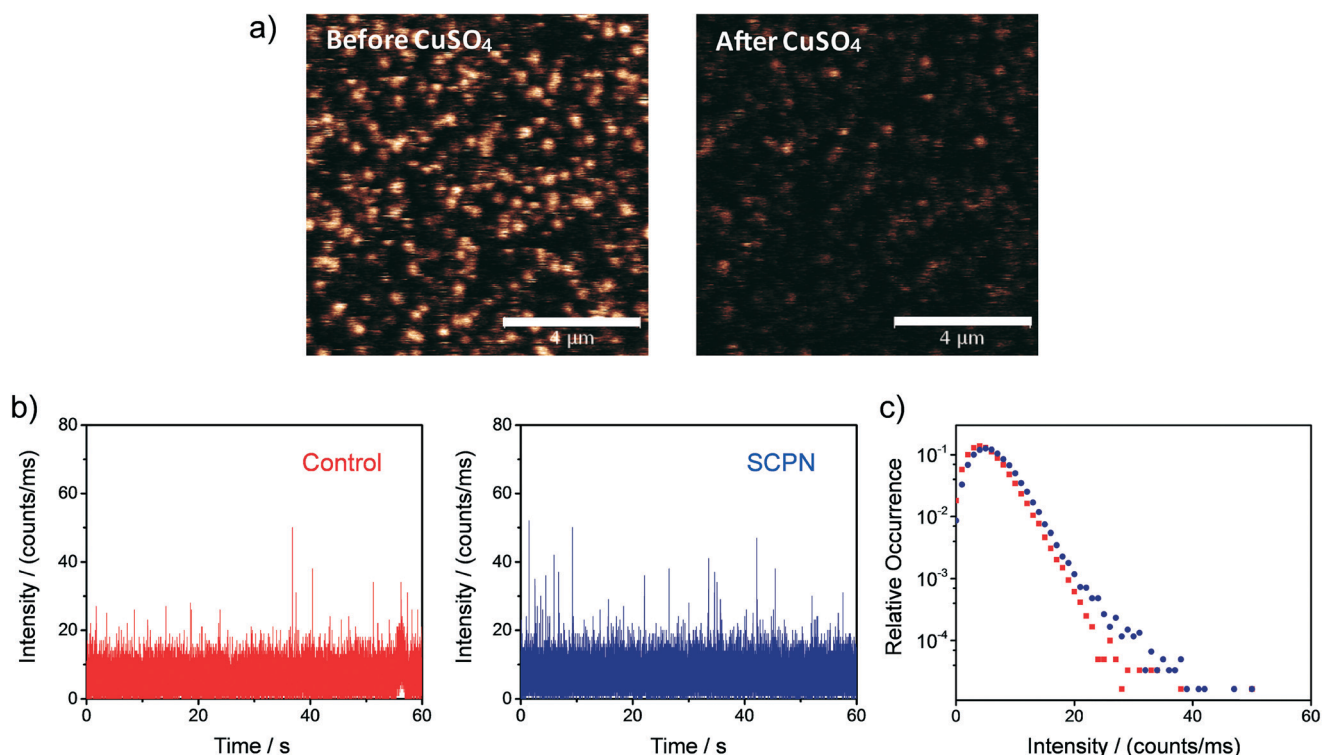 a)
Before CuSO₄
After CuSO₄
4 μm
4 μm
b)
Intensity / (counts/ms)
80
60
40
20
0
Control
0 20 40 60
Time / s
Intensity / (counts/ms)
80
60
40
20
0
SCPN
0 20 40 60
Time / s
c)
Relative Occurrence
10⁻¹
10⁻²
10⁻³
10⁻⁴
0 20 40 60
Intensity / (counts/ms)